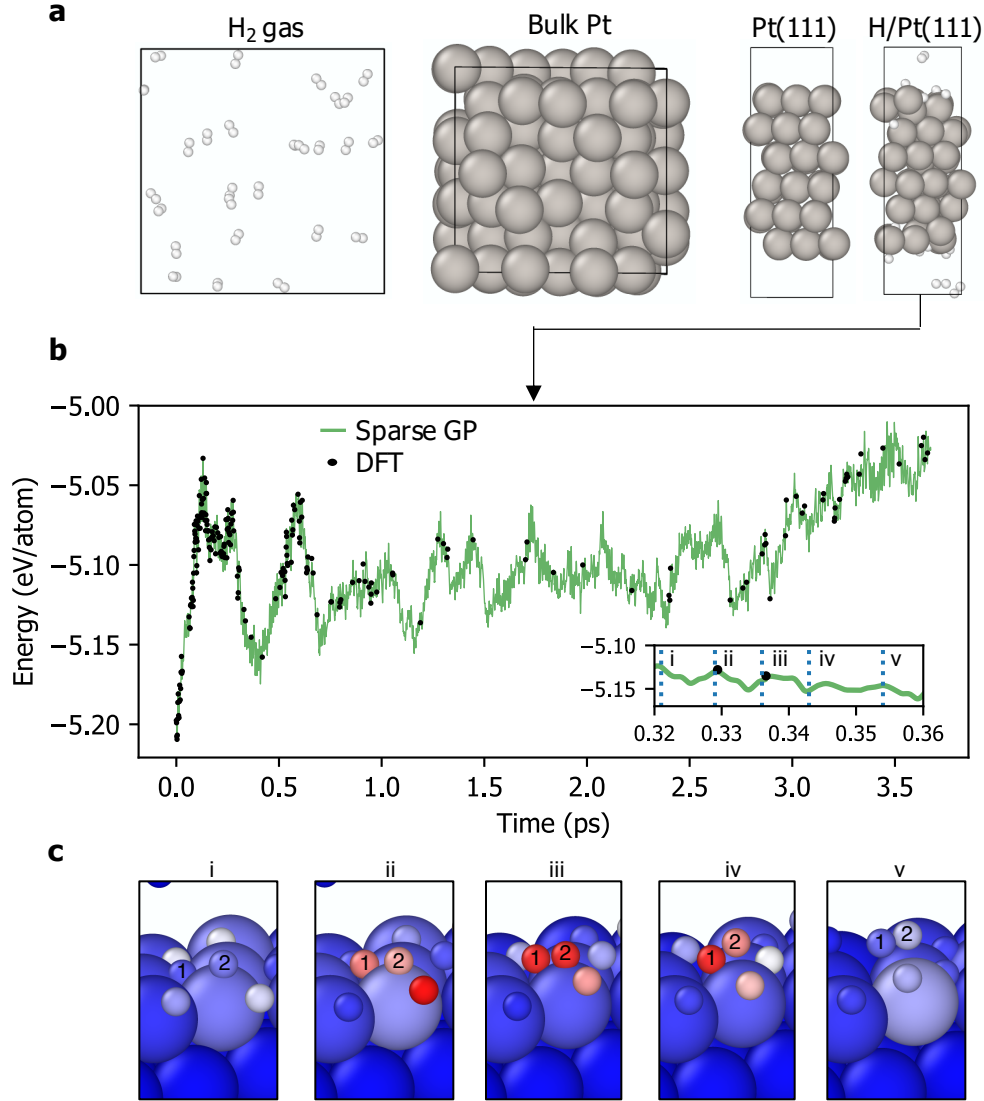 a
H₂ gas
Bulk Pt
Pt(111)
H/Pt(111)
b
Energy (eV/atom)
−5.00
−5.05
−5.10
−5.15
−5.20
Sparse GP
DFT
−5.10
−5.15
i
ii
iii
iv
v
0.32 0.33 0.34 0.35 0.36
0.0 0.5 1.0 1.5 2.0 2.5 3.0 3.5
Time (ps)
c
i
ii
iii
iv
v
1 2
1 2
1 2
1 2
1 2